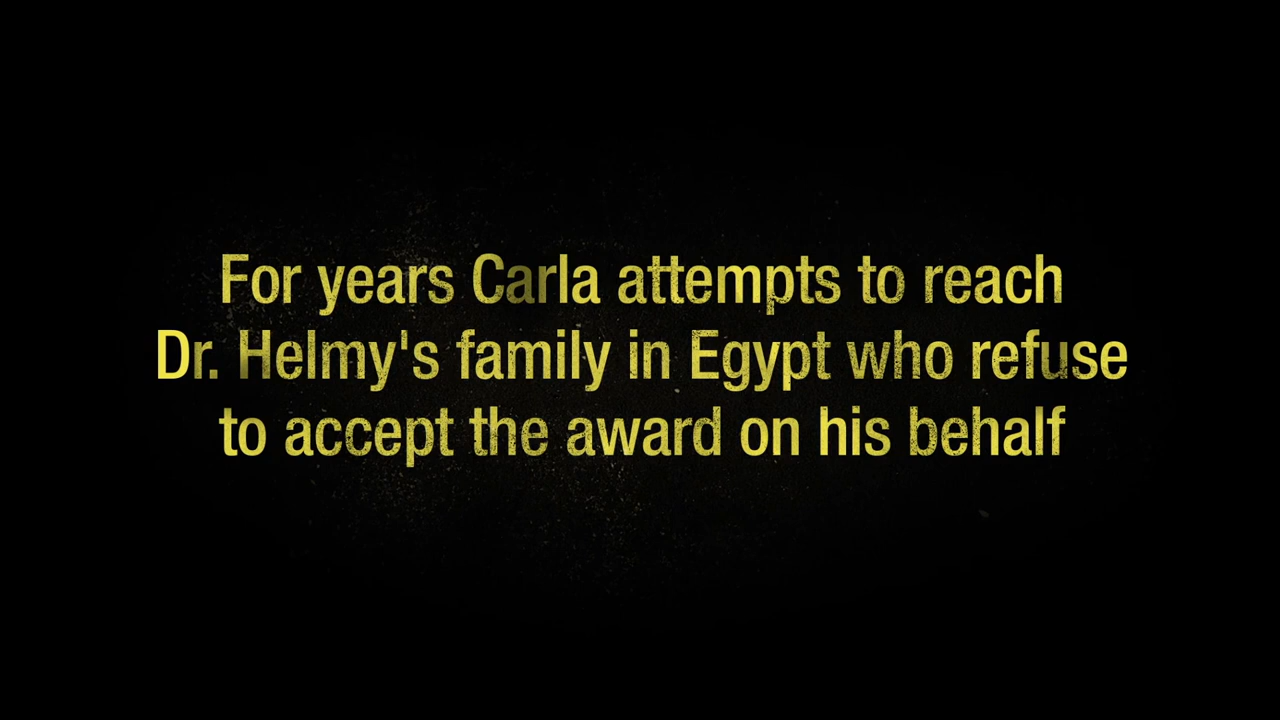 For years Carla attempts to reach
Dr. Helmy's family in Egypt who refuse
to accept the award on his behalf